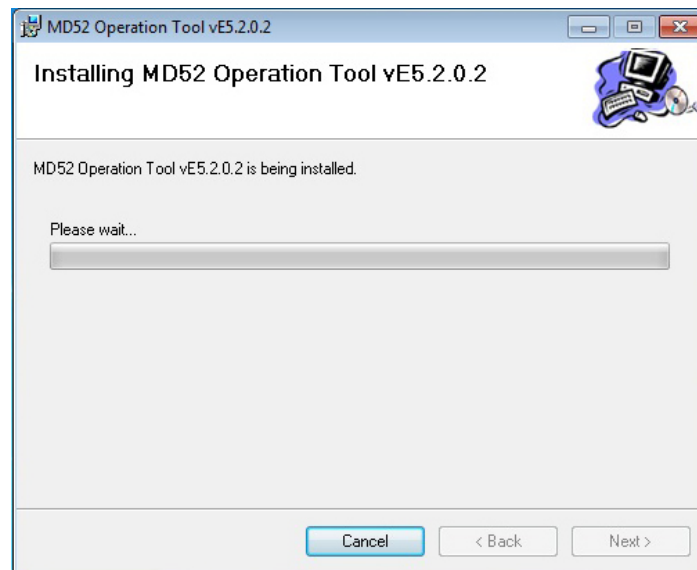 MD52 Operation Tool vE5.2.0.2
Installing MD52 Operation Tool vE5.2.0.2
MD52 Operation Tool vE5.2.0.2 is being installed.
Please wait...
Cancel
< Back
Next >